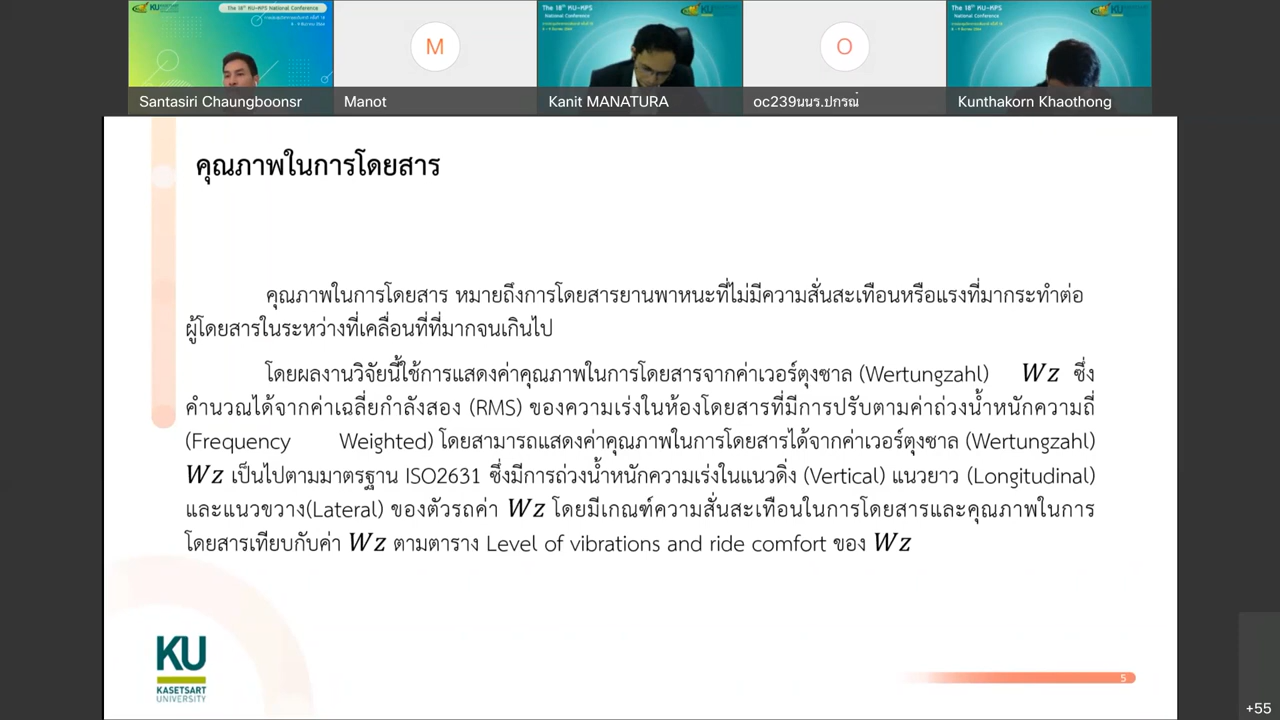 The 18th KU-KPS National Conference
The 18th KU-KPS
National Conference
The 18th KU-KPS
National Conference
M
O
Santasiri Chaungboonsr
Manot
Kanit MANATURA
oc239นนร.ปกรณ์
Kunthakorn Khaothong
คุณภาพในการโดยสาร
คุณภาพในการโดยสาร หมายถึงการโดยสารยานพาหนะที่ไม่มีความสั่นสะเทือนหรือแรงที่มากระทำต่อ
ผู้โดยสารในระหว่างที่เคลื่อนที่ที่มากจนเกินไป
โดยผลงานวิจัยนี้ใช้การแสดงค่าคุณภาพในการโดยสารจากค่าเวอร์ตุงซาล (Wertungzahl) Wz ซึ่ง
คำนวณได้จากค่าเฉลี่ยกำลังสอง (RMS) ของความเร่งในห้องโดยสารที่มีการปรับตามค่าถ่วงน้ำหนักความถี่
(Frequency Weighted) โดยสามารถแสดงค่าคุณภาพในการโดยสารได้จากค่าเวอร์ตุงซาล (Wertungzahl)
Wz เป็นไปตามมาตรฐาน ISO2631 ซึ่งมีการถ่วงน้ำหนักความเร่งในแนวดิ่ง (Vertical) แนวยาว (Longitudinal)
และแนวขวาง(Lateral) ของตัวรถค่า Wz โดยมีเกณฑ์ความสั่นสะเทือนในการโดยสารและคุณภาพในการ
โดยสารเทียบกับค่า Wz ตามตาราง Level of vibrations and ride comfort ของ Wz
KU
KASETSART
UNIVERSITY
5
+55